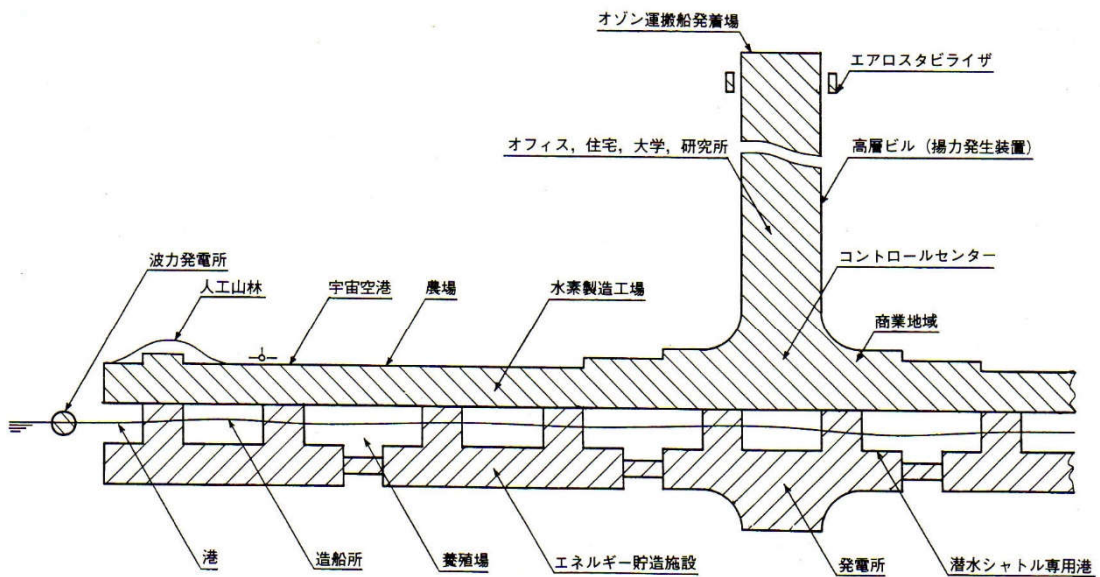 オゾン運搬船発着場
エアロスタビライザ
オフィス，住宅，大学，研究所
高層ビル（揚力発生装置）
波力発電所
人工山林
宇宙空港
農場
水素製造工場
コントロールセンター
商業地域
港
造船所
養殖場
エネルギー貯造施設
発電所
潜水シャトル専用港